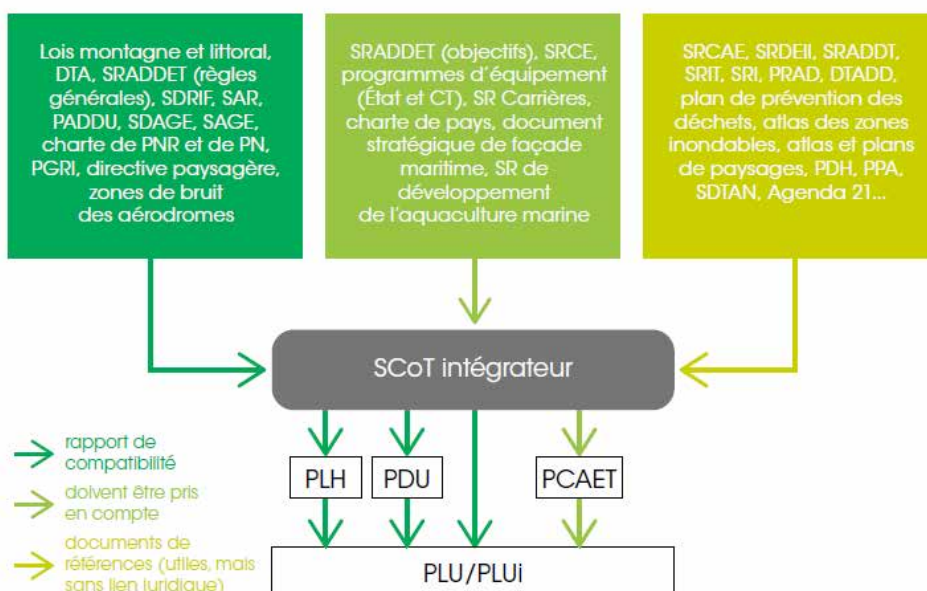 Lois montagne et littoral,
DTA, SRADDET (règles
générales), SDRIF, SAR,
PADDU, SDAGE, SAGE,
charte de PNR et de PN,
PGRI, directive paysagère,
zones de bruit
des aérodromes
SRADDET (objectifs), SRCE,
programmes d'équipement
(État et CT), SR Carrières,
charte de pays, document
stratégique de façade
maritime, SR de
développement
de l'aquaculture marine
SRCAE, SRDEII, SRADDT,
SRIT, SRI, PRAD, DTADD,
plan de prévention des
déchets, atlas des zones
inondables, atlas et plans
de paysages, PDH, PPA,
SDTAN, Agenda 21...
SCoT intégrateur
rapport de
compatibilité
doivent être pris
en compte
documents de
références (utiles, mais
sans lien juridique)
PLH
PDU
PCAET
PLU/PLUi